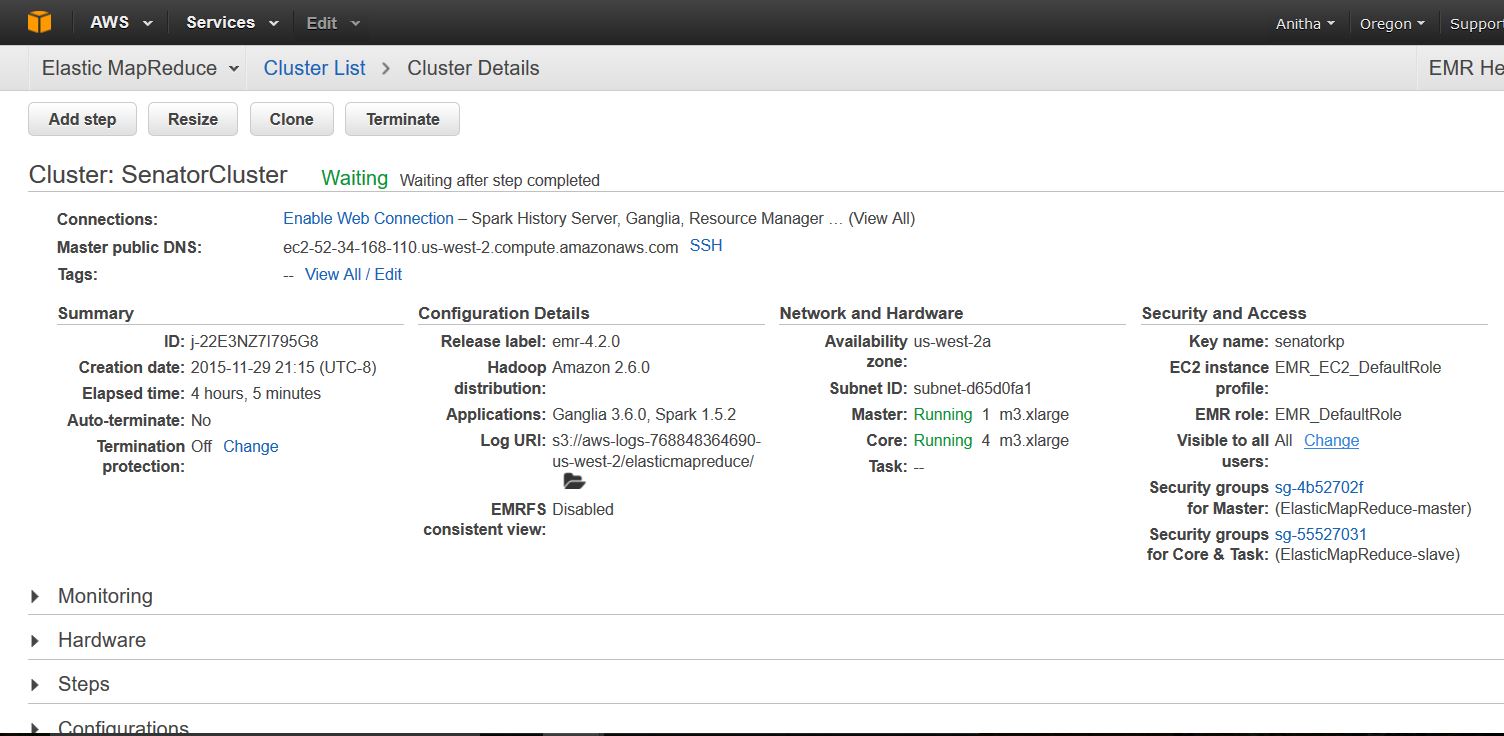 AWS Services Edit Anitha Oregon Support
Elastic MapReduce Cluster List > Cluster Details EMR He
Add step Resize Clone Terminate
Cluster: SenatorCluster Waiting Waiting after step completed
Connections: Enable Web Connection – Spark History Server, Ganglia, Resource Manager … (View All)
Master public DNS: ec2-52-34-168-110.us-west-2.compute.amazonaws.com SSH
Tags: -- View All / Edit
Summary
ID: j-22E3NZ7I795G8
Creation date: 2015-11-29 21:15 (UTC-8)
Elapsed time: 4 hours, 5 minutes
Auto-terminate: No
Termination Off Change
protection:
Configuration Details
Release label: emr-4.2.0
Hadoop Amazon 2.6.0
distribution:
Applications: Ganglia 3.6.0, Spark 1.5.2
Log URI: s3://aws-logs-768848364690-
us-west-2/elasticmapreduce/
EMRFS Disabled
consistent view:
Network and Hardware
Availability us-west-2a
zone:
Subnet ID: subnet-d65d0fa1
Master: Running 1 m3.xlarge
Core: Running 4 m3.xlarge
Task: --
Security and Access
Key name: senatorkp
EC2 instance EMR_EC2_DefaultRole
profile:
EMR role: EMR_DefaultRole
Visible to all All Change
users:
Security groups sg-4b52702f
for Master: (ElasticMapReduce-master)
Security groups sg-55527031
for Core & Task: (ElasticMapReduce-slave)
Monitoring
Hardware
Steps
Configurations